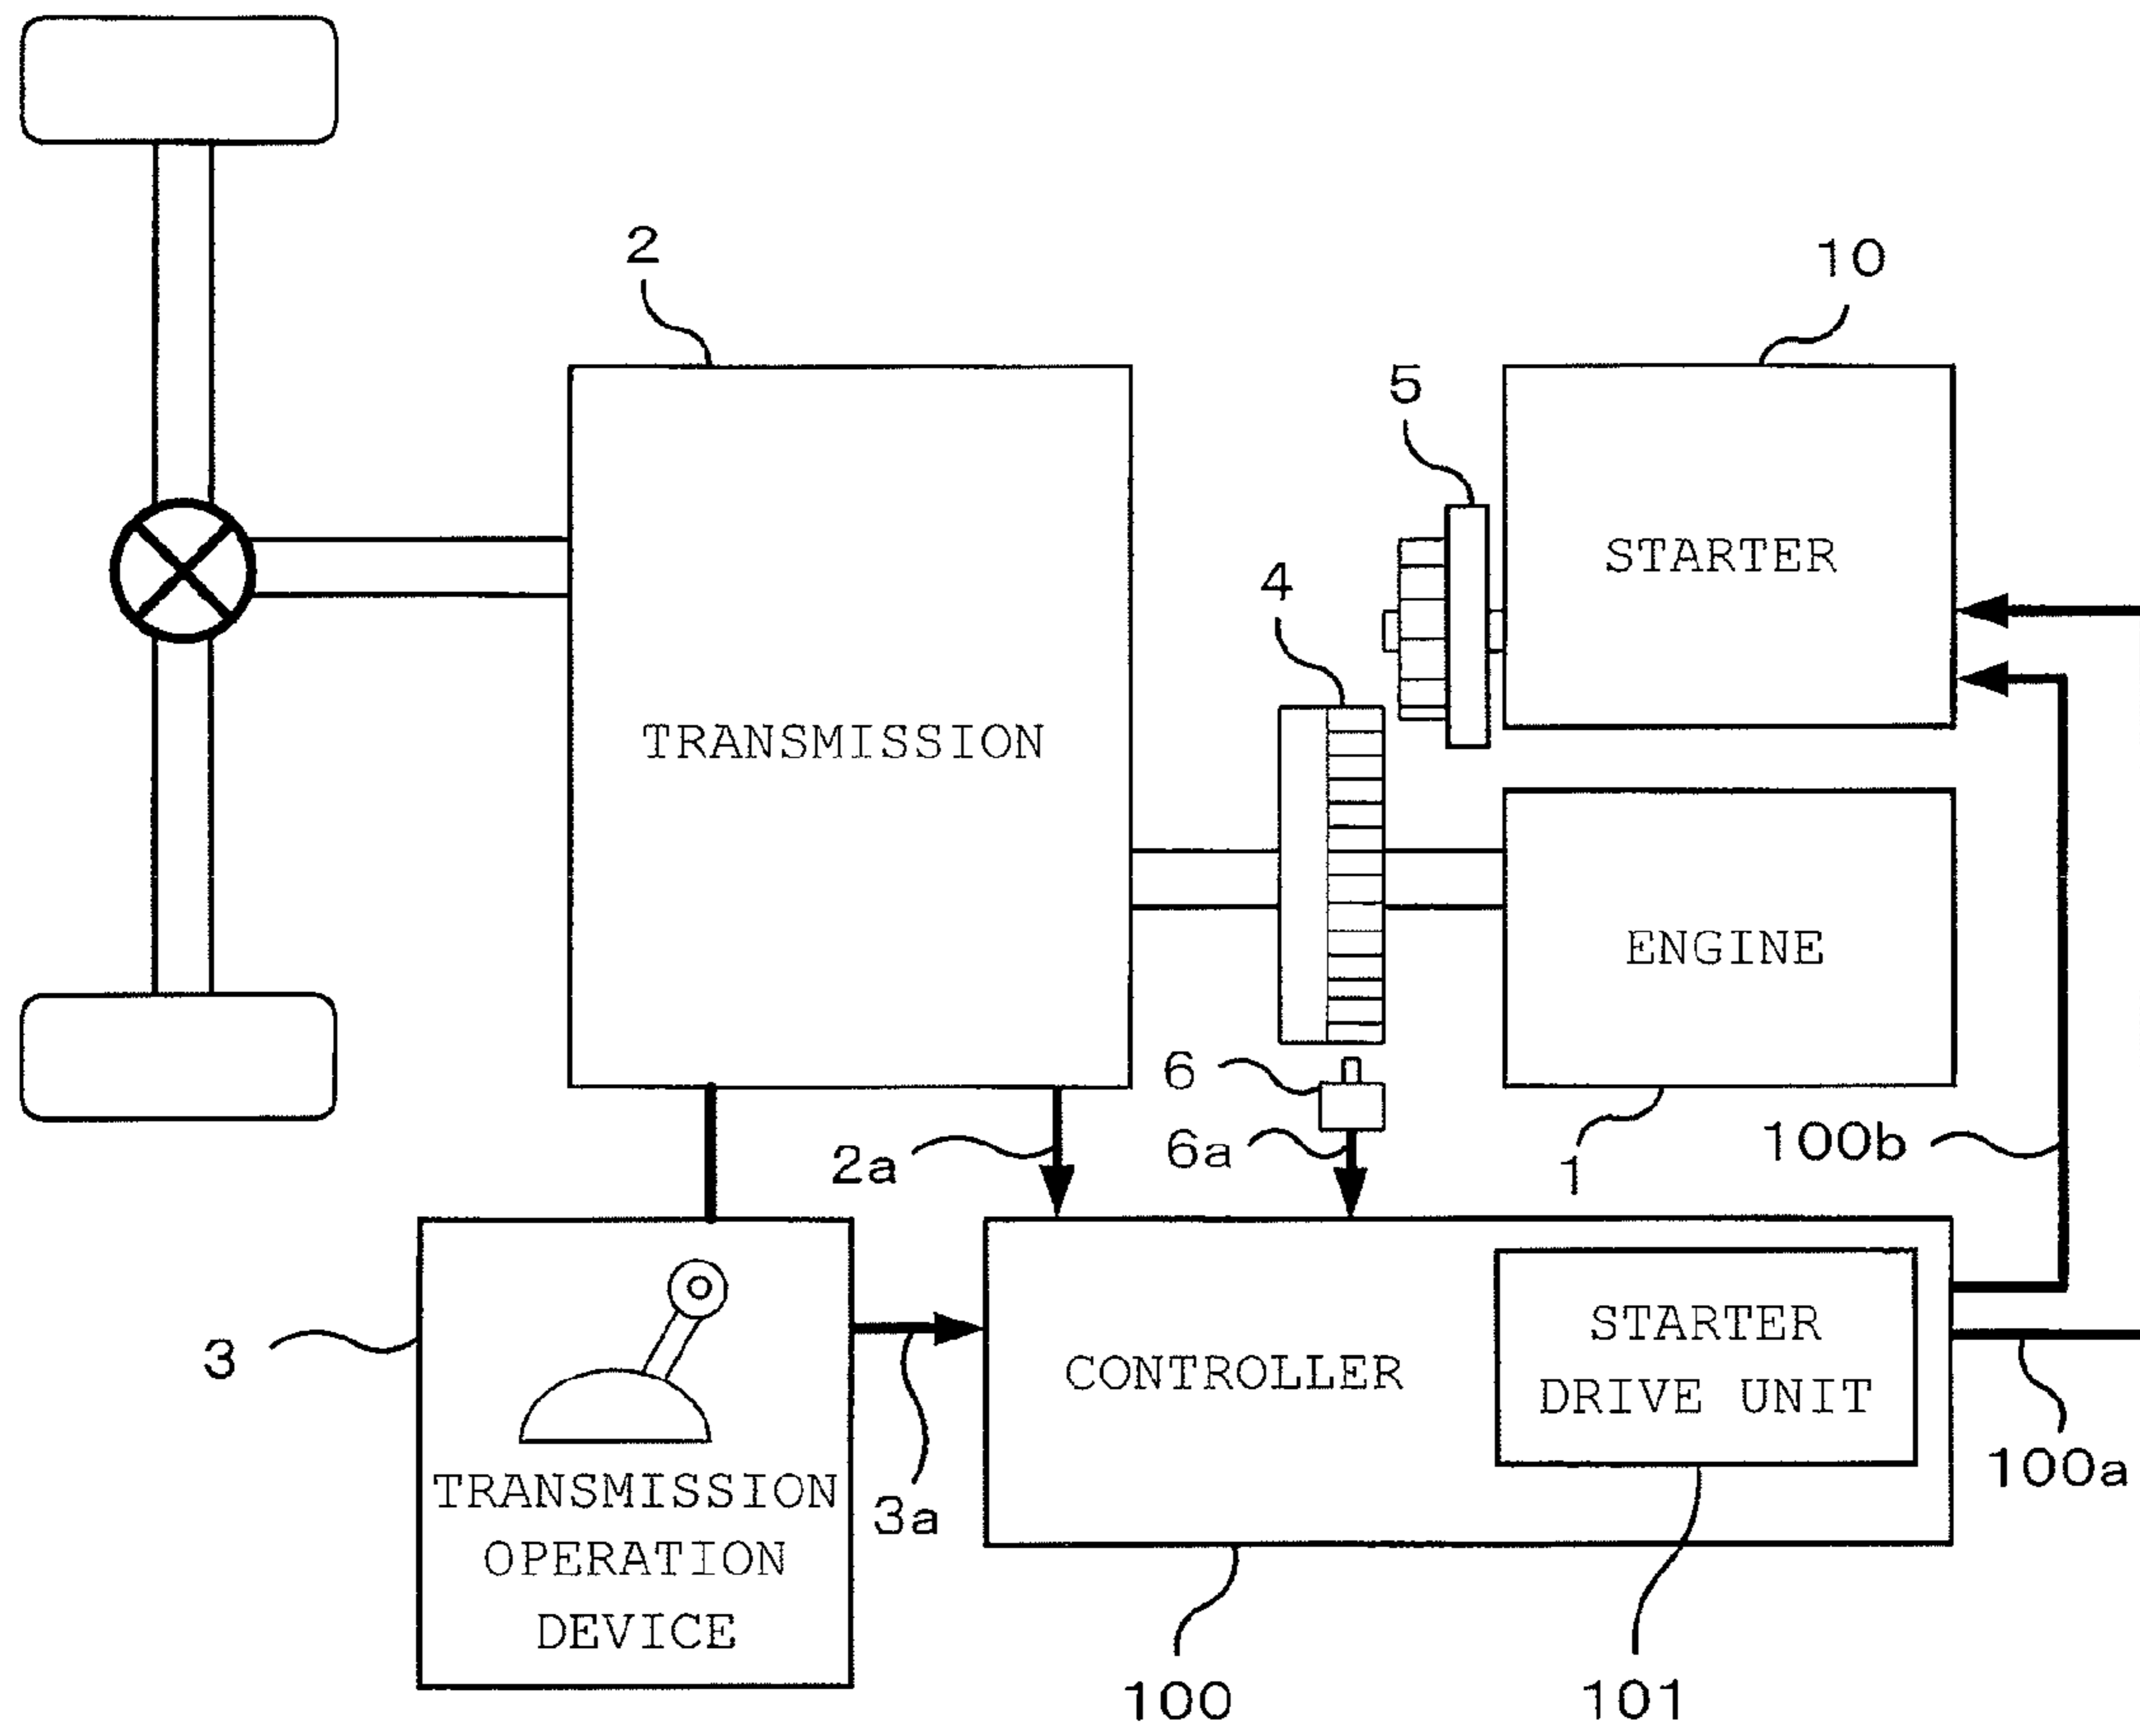 2
10
5
STARTER
4
TRANSMISSION
ENGINE
6
6a
2a
100b
1
3
STARTER
DRIVE UNIT
CONTROLLER
100a
TRANSMISSION
OPERATION
DEVICE
3a
100
101